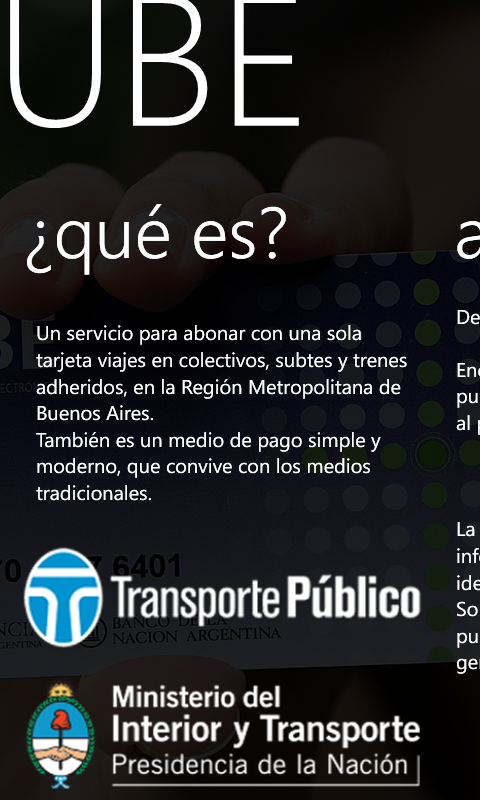 UBE
¿qué es?
Un servicio para abonar con una sola
tarjeta viajes en colectivos, subtes y trenes
adheridos, en la Región Metropolitana de
Buenos Aires.
También es un medio de pago simple y
moderno, que convive con los medios
tradicionales.
6401
Transporte Público
BANCO DE LA
NACION ARGENTINA
Ministerio del
Interior y Transporte
Presidencia de la Nación
a
De
pu
al
La
inf
ide
So
pu
ge